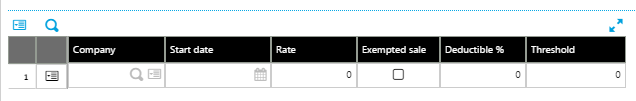 Company Start date Rate Exempted sale Deductible % Threshold
1 0 0 0